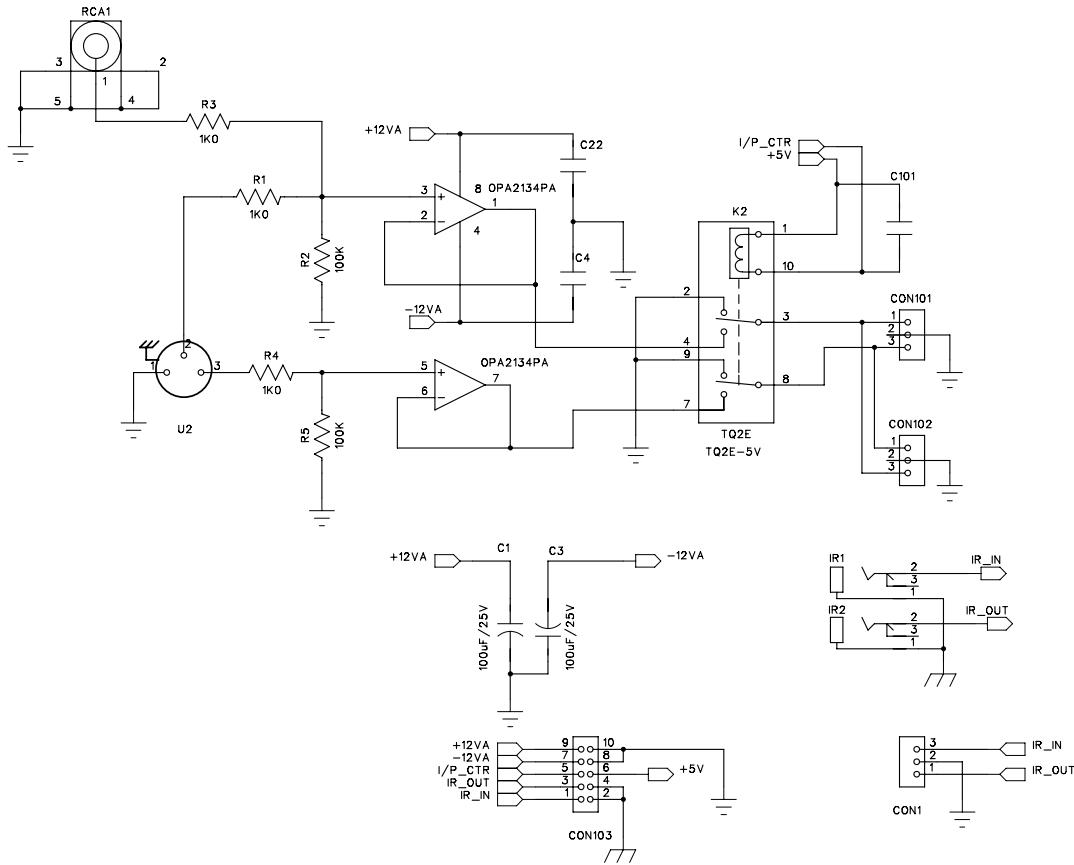 RCA1
3
2
1
5
4
R3
1K0
R1
1K0
R2
100K
+12VA
C22
3
8
OPA2134PA
1
2
4
C4
-12VA
I/P_CTR
+5V
C101
K2
1
10
2
3
4
9
8
7
TQ2E
TQ2E-5V
CON101
1
2
3
CON102
1
2
3
2
1
3
U2
R4
1K0
R5
100K
5
OPA2134PA
7
6
+12VA
C1
C3
-12VA
100uF/25V
100uF/25V
IR1
2
IR_IN
3
1
IR2
2
IR_OUT
3
1
+12VA 9 10
-12VA 7 8
I/P_CTR 5 6 +5V
IR_OUT 3 4
IR_IN 1 2
CON103
3 IR_IN
2
1 IR_OUT
CON1